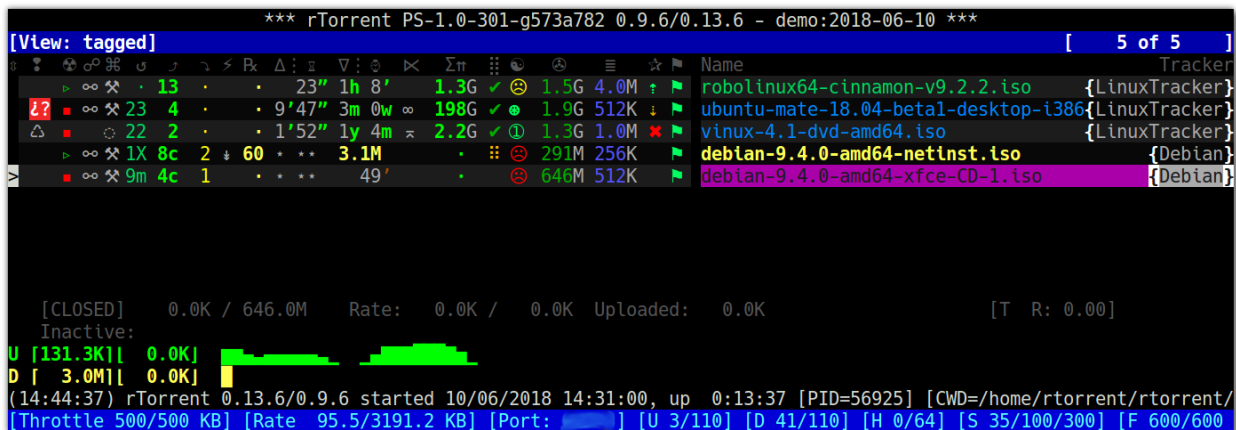 *** rTorrent PS-1.0-301-g573a782 0.9.6/0.13.6 - demo:2018-06-10 ***
[View: tagged] [ 5 of 5 ]
⇳ ❢ ☢ ☍ ⌘ ↺ ⤴ ⤵ ⚡ ℞ Δ⋮⌛ ∇⋮⌚ ⋉ Σ⇈ ⣿ ☯ ✇ ≣ ☆ ⚑ Name Tracker
▹ ⚯ ⚒ · 13 · · 23” 1h 8’ 1.3G ✔ ☹ 1.5G 4.0M ⇡ ⚑ robolinux64-cinnamon-v9.2.2.iso {LinuxTracker}
¿? ▪ ⚯ ⚒ 23 4 · · 9’47” 3m 0w ∞ 198G ✔ ⊛ 1.9G 512K ⇣ ⚑ ubuntu-mate-18.04-beta1-desktop-i386{LinuxTracker}
♺ ▪ ◌ 22 2 · · 1’52” 1y 4m ⌅ 2.2G ✔ ➀ 1.3G 1.0M ✖ ⚑ vinux-4.1-dvd-amd64.iso {LinuxTracker}
▹ ⚯ ⚒ 1X 8c 2 ↡ 60 ⋆ ⋆⋆ 3.1M · ⠿ ☹ 291M 256K ⚑ debian-9.4.0-amd64-netinst.iso {Debian}
> ▪ ⚯ ⚒ 9m 4c 1 · ⋆ ⋆⋆ 49’ · ☹ 646M 512K ⚑ debian-9.4.0-amd64-xfce-CD-1.iso {Debian}
[CLOSED] 0.0K / 646.0M Rate: 0.0K / 0.0K Uploaded: 0.0K [T R: 0.00]
Inactive:
U ⌈131.3K⌉⌊ 0.0K⌋
D ⌈ 3.0M⌉⌊ 0.0K⌋
(14:44:37) rTorrent 0.13.6/0.9.6 started 10/06/2018 14:31:00, up 0:13:37 [PID=56925] [CWD=/home/rtorrent/rtorrent/
[Throttle 500/500 KB] [Rate 95.5/3191.2 KB] [Port: ] [U 3/110] [D 41/110] [H 0/64] [S 35/100/300] [F 600/600